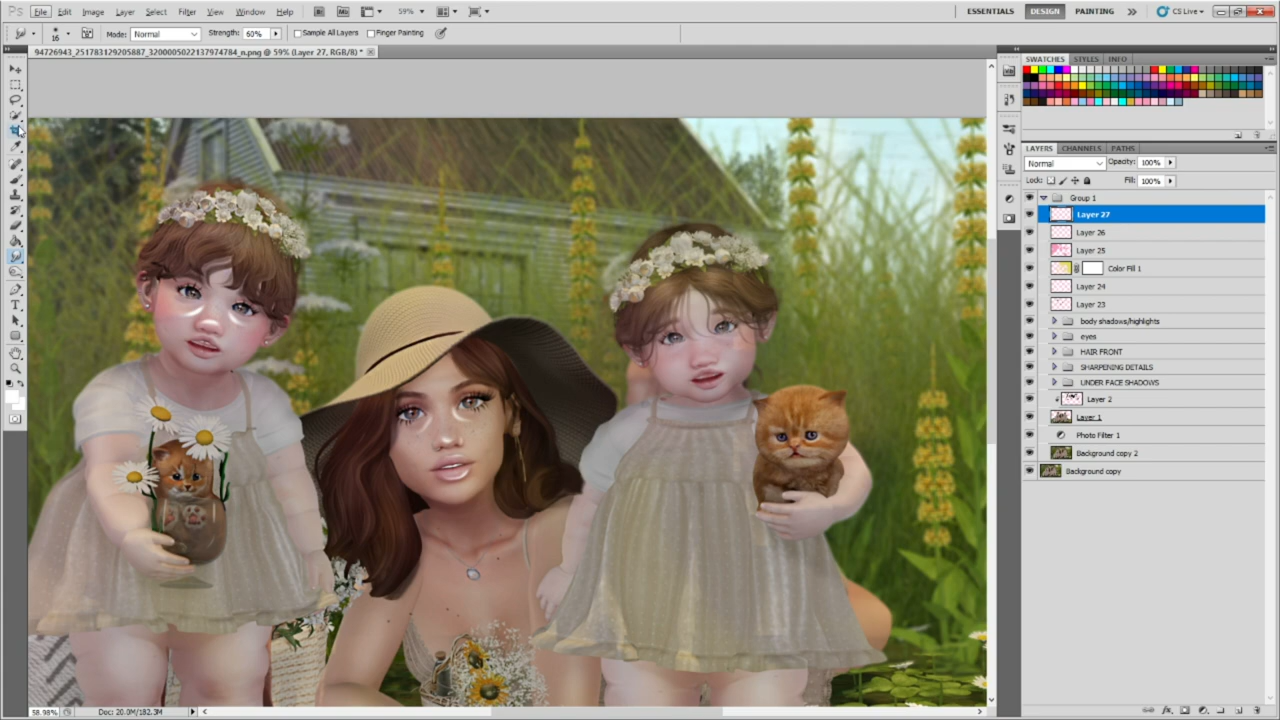 Ps File Edit Image Layer Select Filter View Window Help Br Mb 59% ESSENTIALS DESIGN PAINTING CS Live
16 Mode: Normal Strength: 60% Sample All Layers Finger Painting
94726943_251783129205887_3200005022137974784_n.png @ 59% (Layer 27, RGB/8) *
SWATCHES STYLES INFO
LAYERS CHANNELS PATHS
Normal Opacity: 100%
Lock: Fill: 100%
Group 1
Layer 27
Layer 26
Layer 25
Color Fill 1
Layer 24
Layer 23
body shadows/highlights
eyes
HAIR FRONT
SHARPENING DETAILS
UNDER FACE SHADOWS
Layer 2
Layer 1
Photo Filter 1
Background copy 2
Background copy
58.98% Doc: 20.0M/182.3M